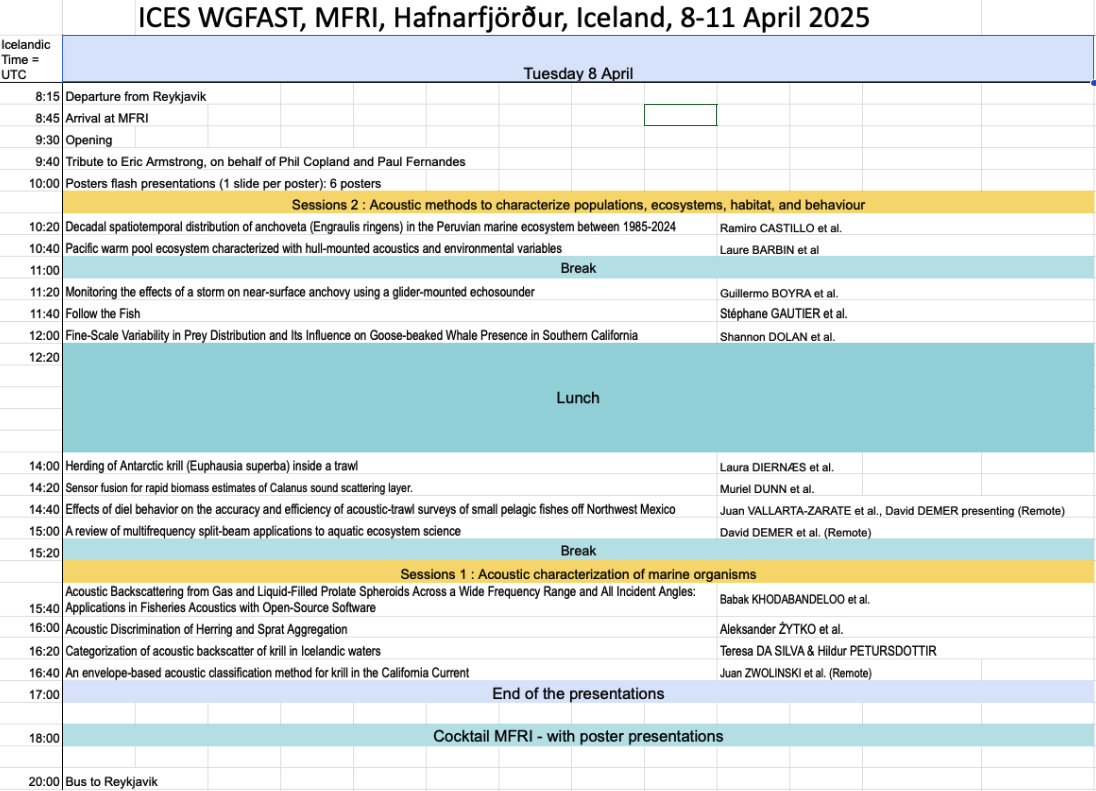 ICES WGFAST, MFRI, Hafnarfjörður, Iceland, 8-11 April 2025
Icelandic
Time =
UTC
Tuesday 8 April
8:15 Departure from Reykjavik
8:45 Arrival at MFRI
9:30 Opening
9:40 Tribute to Eric Armstrong, on behalf of Phil Copland and Paul Fernandes
10:00 Posters flash presentations (1 slide per poster): 6 posters
Sessions 2 : Acoustic methods to characterize populations, ecosystems, habitat, and behaviour
10:20 Decadal spatiotemporal distribution of anchoveta (Engraulis ringens) in the Peruvian marine ecosystem between 1985-2024 Ramiro CASTILLO et al.
10:40 Pacific warm pool ecosystem characterized with hull-mounted acoustics and environmental variables Laure BARBIN et al
11:00 Break
11:20 Monitoring the effects of a storm on near-surface anchovy using a glider-mounted echosounder Guillermo BOYRA et al.
11:40 Follow the Fish Stéphane GAUTIER et al.
12:00 Fine-Scale Variability in Prey Distribution and Its Influence on Goose-beaked Whale Presence in Southern California Shannon DOLAN et al.
12:20
Lunch
14:00 Herding of Antarctic krill (Euphausia superba) inside a trawl Laura DIERNÆS et al.
14:20 Sensor fusion for rapid biomass estimates of Calanus sound scattering layer. Muriel DUNN et al.
14:40 Effects of diel behavior on the accuracy and efficiency of acoustic-trawl surveys of small pelagic fishes off Northwest Mexico Juan VALLARTA-ZARATE et al., David DEMER presenting (Remote)
15:00 A review of multifrequency split-beam applications to aquatic ecosystem science David DEMER et al. (Remote)
15:20 Break
Sessions 1 : Acoustic characterization of marine organisms
Acoustic Backscattering from Gas and Liquid-Filled Prolate Spheroids Across a Wide Frequency Range and All Incident Angles:
15:40 Applications in Fisheries Acoustics with Open-Source Software Babak KHODABANDELOO et al.
16:00 Acoustic Discrimination of Herring and Sprat Aggregation Aleksander ŻYTKO et al.
16:20 Categorization of acoustic backscatter of krill in Icelandic waters Teresa DA SILVA & Hildur PETURSDOTTIR
16:40 An envelope-based acoustic classification method for krill in the California Current Juan ZWOLINSKI et al. (Remote)
17:00 End of the presentations
18:00 Cocktail MFRI - with poster presentations
20:00 Bus to Reykjavik